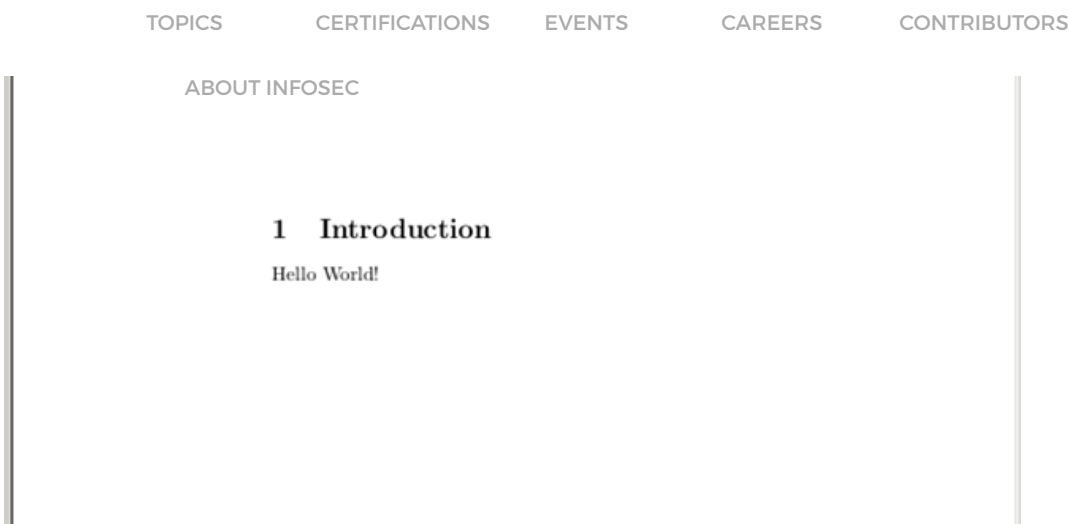 TOPICS CERTIFICATIONS EVENTS CAREERS CONTRIBUTORS
ABOUT INFOSEC
1 Introduction
Hello World!